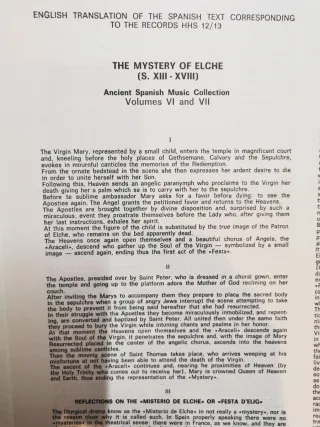 ENGLISH TRANSLATION OF THE SPANISH TEXT CORRESPONDING
TO THE RECORDS HHS 12/13
THE MYSTERY OF ELCHE
(S. XIII - XVIII)
Ancient Spanish Music Collection
Volumes VI and VII
I
The Virgin Mary, represented by a small child, enters the temple in magnificent court
and, kneeling before the holy places of Gethsemane, Calvary and the Sepulchre,
evokes in mournful canticles the memories of the Redemption.
From the ornate bedstead in the scene she then expresses her ardent desire to die
in order to unite herself with her Son.
Following this, Heaven sends an angelic paranymph who proclaims to the Virgin her
death giving her a palm which se is to carry with her to the sepulchre.
Before te sublime ambassador Mary asks for a favor before dying: to see the
Apostles again. The Angel grants the petitioned favor and returns to the Heavens.
The Apostles are brought together by divine disposition and, surprised by such a
miraculous, event they prostrate themselves before the Lady who, after giving them
her last instructions, exhales her spirit.
At this moment the figure of the child is substituted by the true image of the Patron
of Elche, who remains on the bed apparently dead.
The Heavens once again open themselves and a beautiful chorus of Angels, the
«Araceli», descend who gather up the Soul of the Virgin — symbolized by a small
image — ascend again, ending thus the first act of the «Festa».
II
The Apostles, presided over by Saint Peter, who is dressed in a choral gown, enter
the temple and going up to the platform adore the Mother of God reclining on her
couch.
After inviting the Marys to accompany them they prepare to place the sacred body
in the sepulchre when a group of angry Jaws interrupt the scene attempting to take
the body to prevent it from being said hearafter that she had resurrected.
In their struggle with the Apostles they become miraculously immobilized, and repent-
ing, are converted and baptized by Saint Peter. All united then under the same faith
they proceed to bury the Virgin while intoning chants and psalms in her honor.
At that moment the Heavens open themselves and the «Araceli» descends again
with the Soul of the Virgin, it penetrates the sepulchre and, with the image of Mary
Resurrected placed in the center of the angelic chorus, ascends into the heavens
among sublime canticles.
Then the mounig scene of Saint Thomas takes place, who arrives weeping at his
misfortune at not having been able to attend the death of the Virgin.
The ascent of the «Araceli» continues and, nearing he proximities of Heaven (by
the Holy Trinity who comes out to receive her), Mary is crowned Queen of Heaven
and Earth, thus ending the representation of the «Mystery».
III
REFLECTIONS ON THE «MISTERIO DE ELCHE» OR «FESTA D'ELIG»
The liturgical drama know as the «Misterio de Elche» in not really a «mystery», nor is
the reason clear why it is called such. In Spain properly speaking there were no
«mysteries» in the theatrical sense: there were in France, as we know, and they are